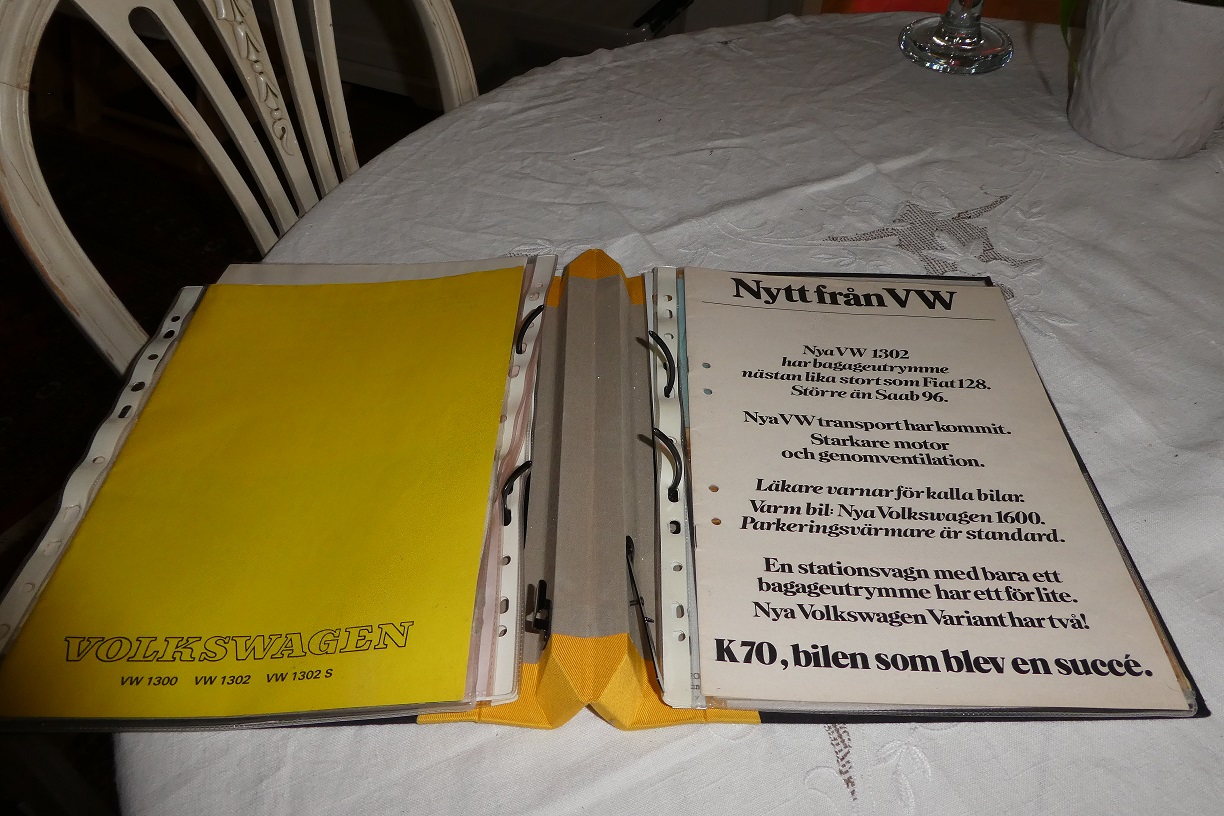 VOLKSWAGEN
VW 1300 VW 1302 VW 1302 S
Nytt från VW
Nya VW 1302
har bagageutrymme
nästan lika stort som Fiat 128.
Större än Saab 96.
Nya VW transport har kommit.
Starkare motor
och genomventilation.
Läkare varnar för kalla bilar.
Varm bil: Nya Volkswagen 1600.
Parkeringsvärmare är standard.
En stationsvagn med bara ett
bagageutrymme har ett för lite.
Nya Volkswagen Variant har två!
K 70, bilen som blev en succé.